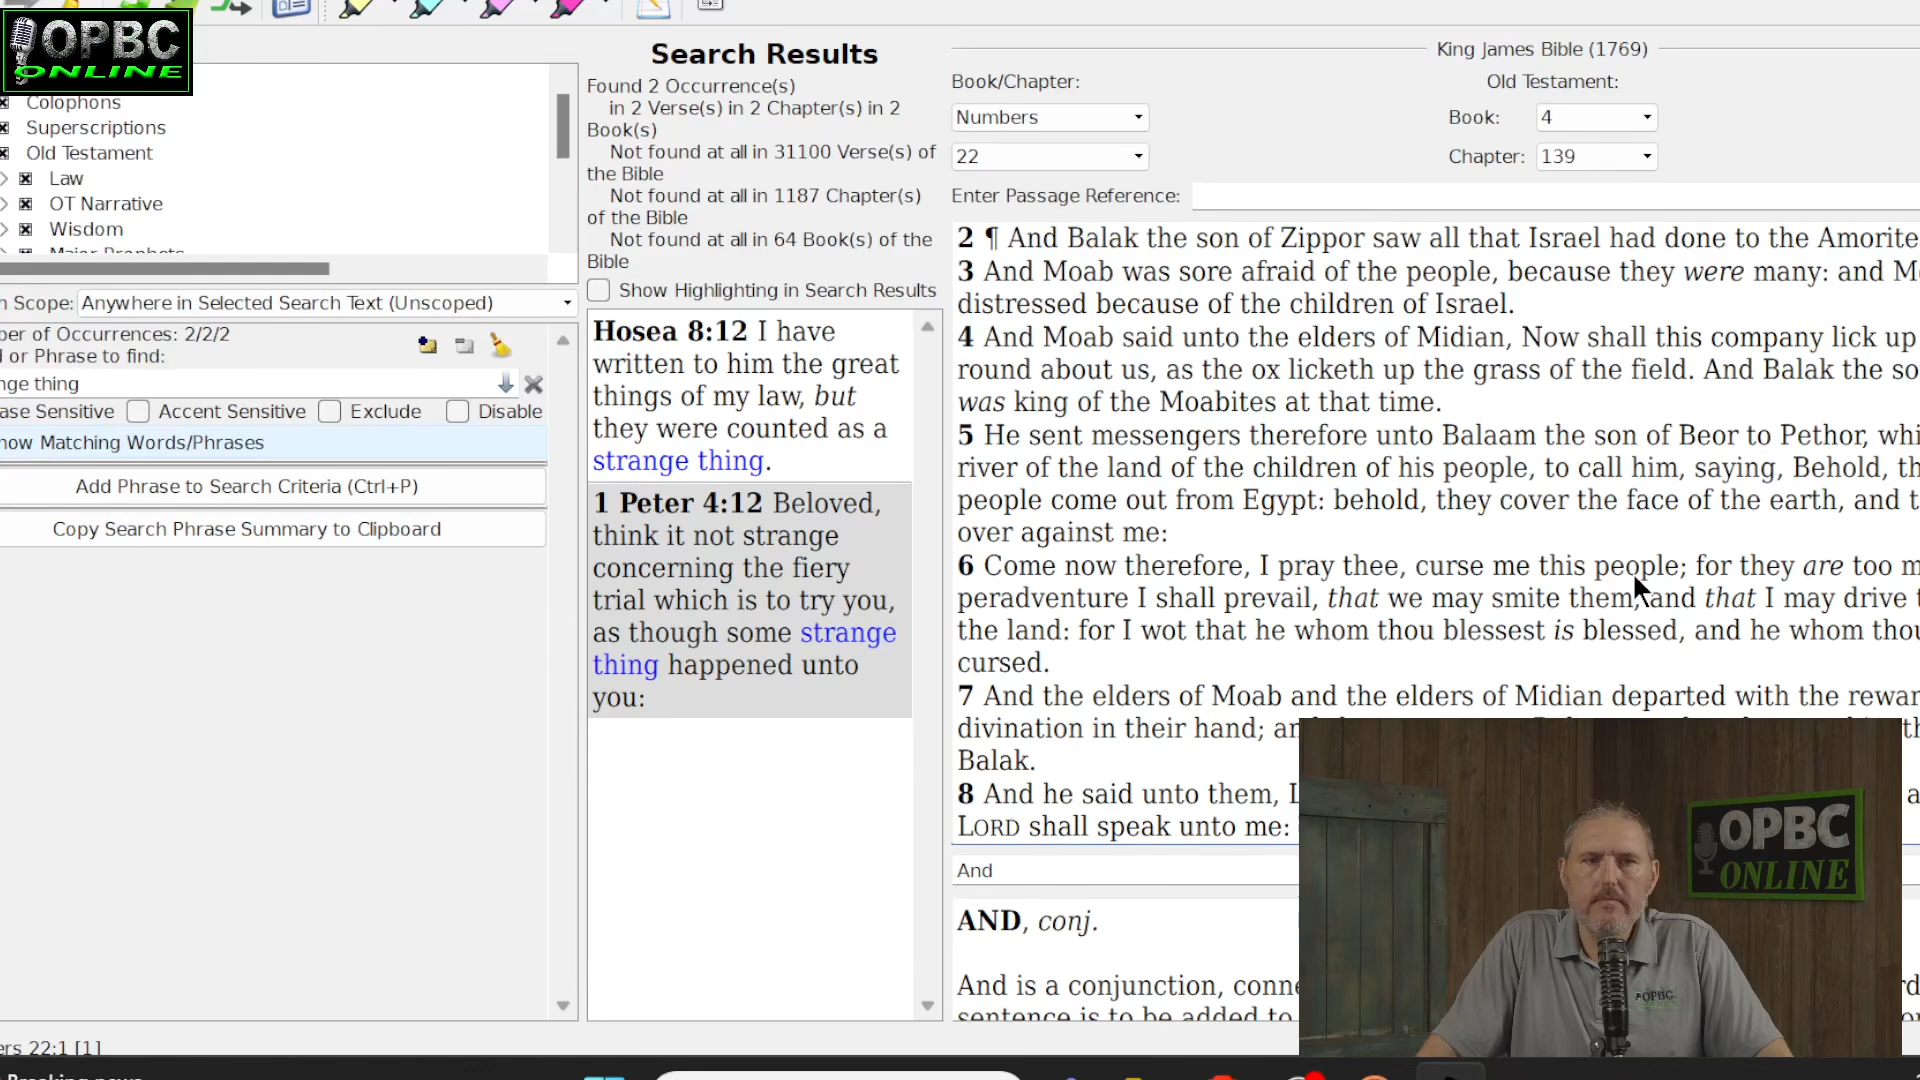 OPBC
ONLINE
Colophons
Superscriptions
Old Testament
Law
OT Narrative
Wisdom
Major Prophets
Scope: Anywhere in Selected Search Text (Unscoped)
ber of Occurrences: 2/2/2
d or Phrase to find:
nge thing
ase Sensitive Accent Sensitive Exclude Disable
how Matching Words/Phrases
Add Phrase to Search Criteria (Ctrl+P)
Copy Search Phrase Summary to Clipboard
ers 22:1 [1]
Search Results
Found 2 Occurrence(s)
in 2 Verse(s) in 2 Chapter(s) in 2
Book(s)
Not found at all in 31100 Verse(s) of
the Bible
Not found at all in 1187 Chapter(s)
of the Bible
Not found at all in 64 Book(s) of the
Bible
Show Highlighting in Search Results
Hosea 8:12 I have
written to him the great
things of my law, but
they were counted as a
strange thing.
1 Peter 4:12 Beloved,
think it not strange
concerning the fiery
trial which is to try you,
as though some strange
thing happened unto
you:
King James Bible (1769)
Book/Chapter:
Old Testament:
Numbers
Book: 4
22
Chapter: 139
Enter Passage Reference:
2 ¶ And Balak the son of Zippor saw all that Israel had done to the Amorite
3 And Moab was sore afraid of the people, because they were many: and M
distressed because of the children of Israel.
4 And Moab said unto the elders of Midian, Now shall this company lick up
round about us, as the ox licketh up the grass of the field. And Balak the so
was king of the Moabites at that time.
5 He sent messengers therefore unto Balaam the son of Beor to Pethor, whi
river of the land of the children of his people, to call him, saying, Behold, th
people come out from Egypt: behold, they cover the face of the earth, and t
over against me:
6 Come now therefore, I pray thee, curse me this people; for they are too m
peradventure I shall prevail, that we may smite them, and that I may drive t
the land: for I wot that he whom thou blessest is blessed, and he whom thou
cursed.
7 And the elders of Moab and the elders of Midian departed with the rewar
divination in their hand; an
Balak.
8 And he said unto them, L
LORD shall speak unto me:
And
AND, conj.
And is a conjunction, conne
sentence is to be added to
OPBC
ONLINE
OPBC
Breaking news